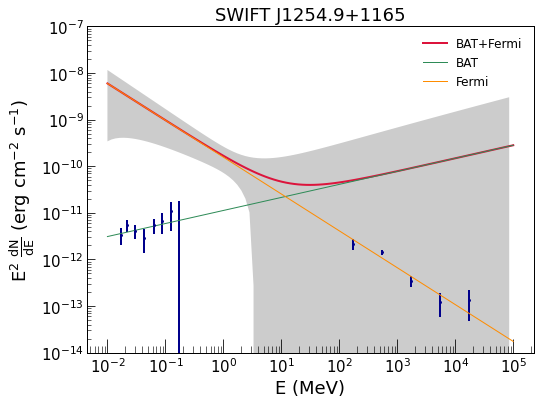 SWIFT J1254.9+1165
BAT+Fermi
BAT
Fermi
E² dN/dE (erg cm⁻² s⁻¹)
10⁻⁷
10⁻⁸
10⁻⁹
10⁻¹⁰
10⁻¹¹
10⁻¹²
10⁻¹³
10⁻¹⁴
10⁻² 10⁻¹ 10⁰ 10¹ 10² 10³ 10⁴ 10⁵
E (MeV)